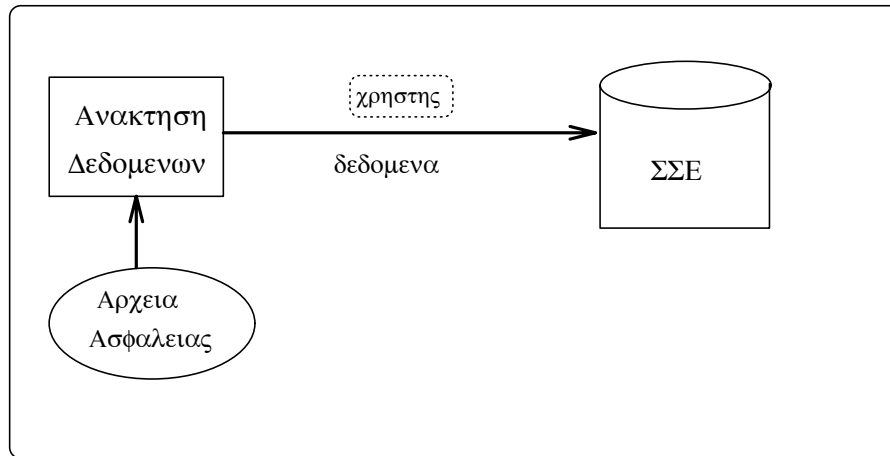 χρηστης
Ανακτηση
Δεδομενων
δεδομενα
ΣΣΕ
Αρχεια
Ασφαλειας